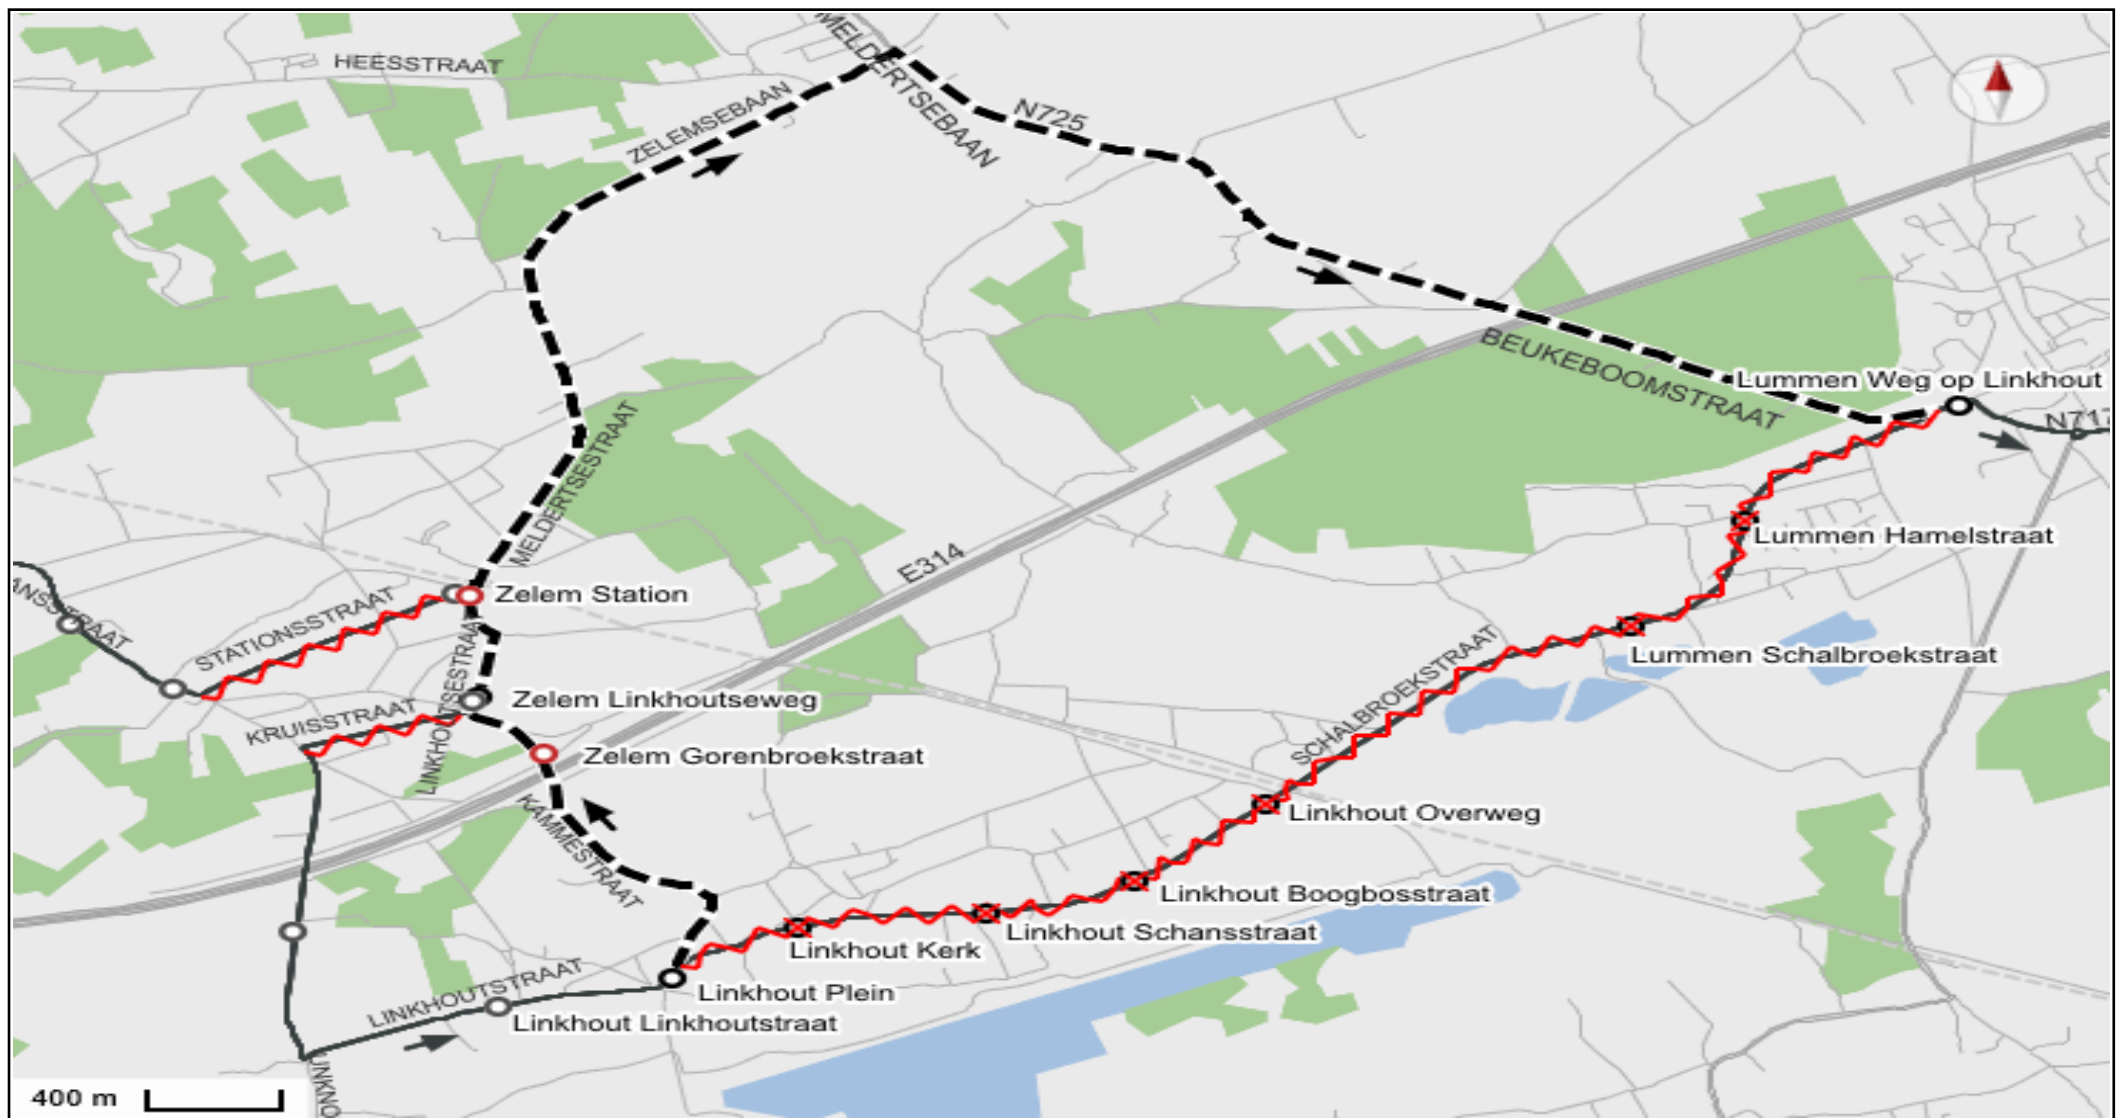 MELDERTSEBAAN
HEESSTRAAT
ZELEMSEBAAN
N725
BEUKEBOOMSTRAAT
Lummen Weg op Linkhout
N717
MELDERTSESTRAAT
Lummen Hamelstraat
E314
ANSSTRAAT
STATIONSSTRAAT
Zelem Station
LINKHOUTSESTRAAT
SCHALBROEKSTRAAT
Lummen Schalbroekstraat
Zelem Linkhoutseweg
KRUISSTRAAT
Zelem Gorenbroekstraat
KAMMESTRAAT
Linkhout Overweg
Linkhout Boogbosstraat
Linkhout Schansstraat
Linkhout Kerk
LINKHOUTSTRAAT
Linkhout Plein
Linkhout Linkhoutstraat
400 m